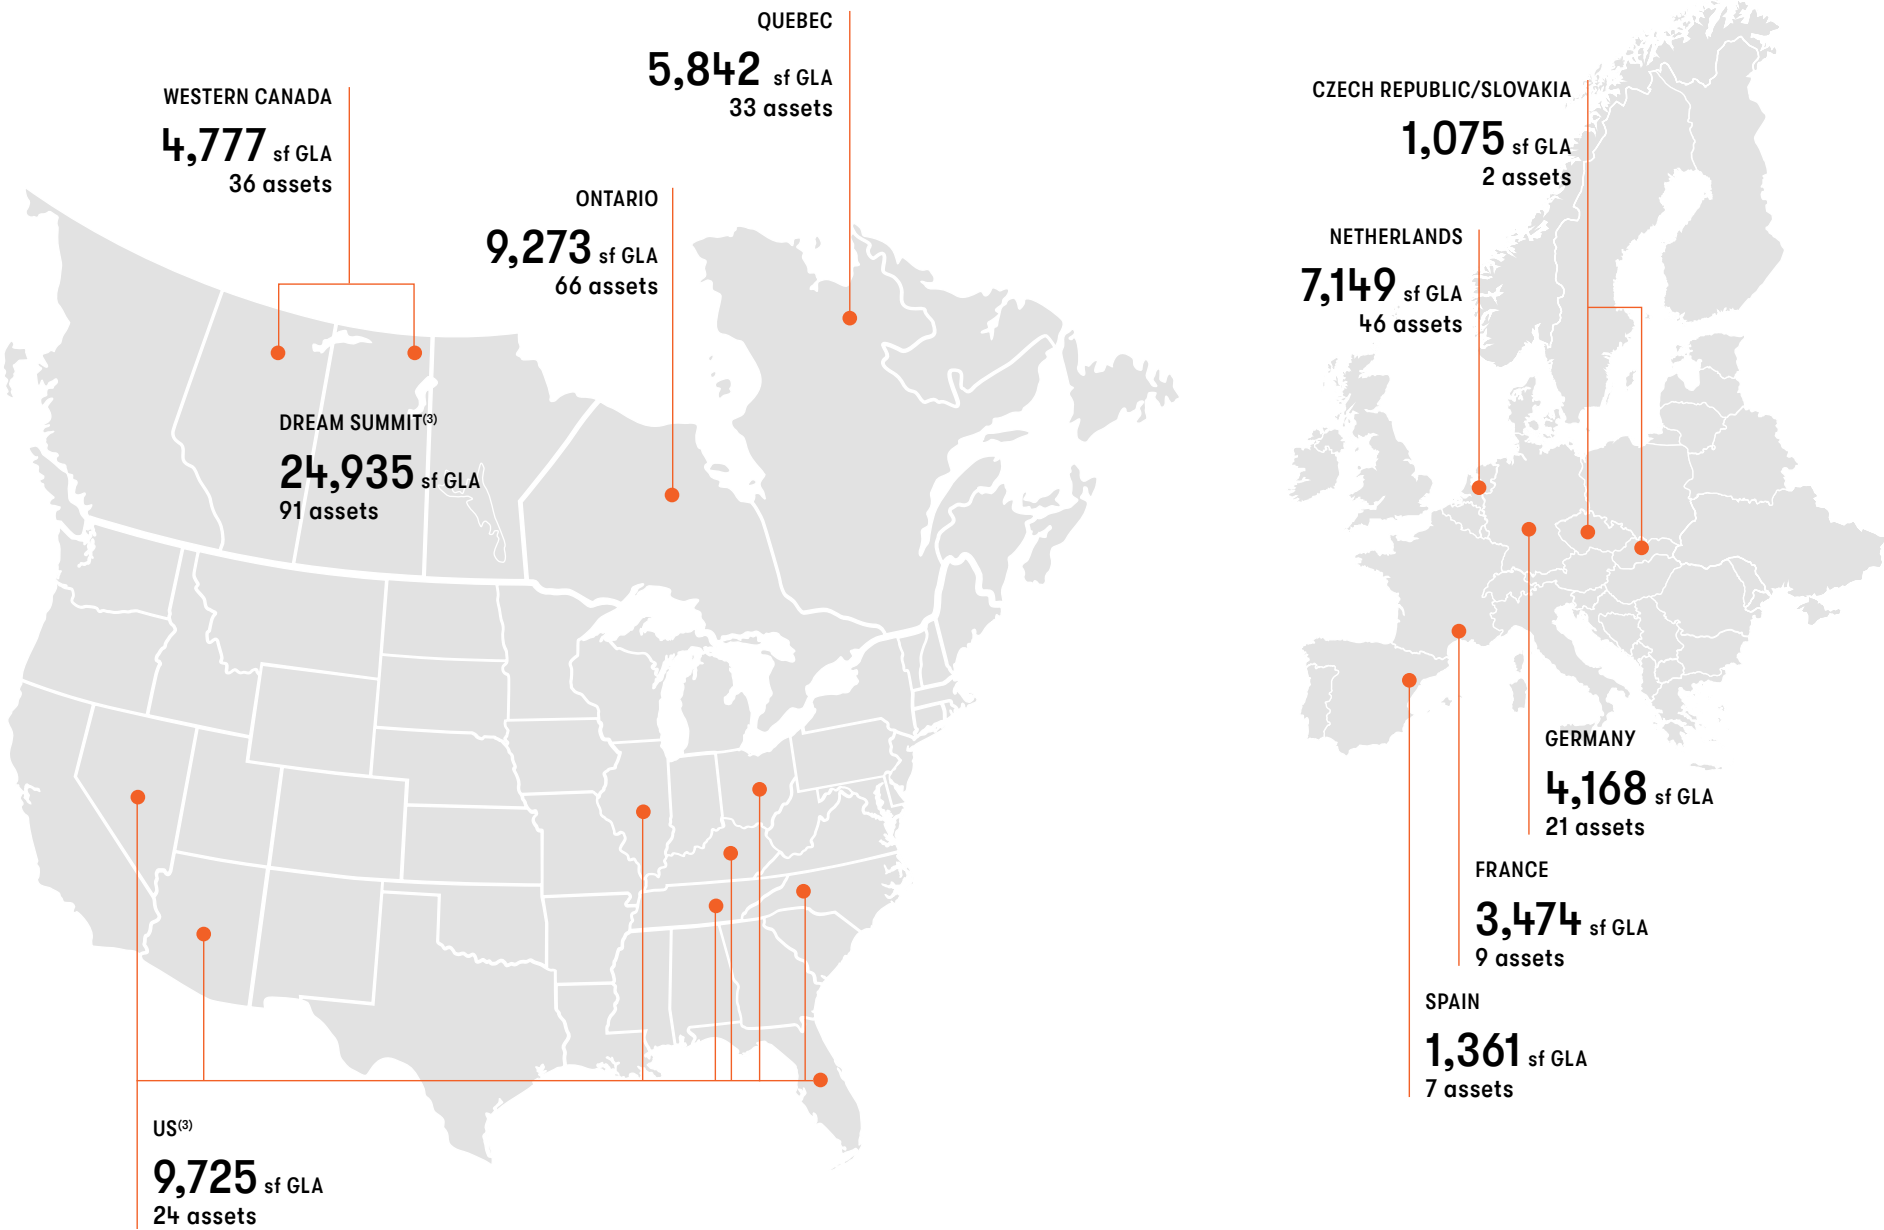 QUEBEC
5,842 sf GLA
33 assets
WESTERN CANADA
4,777 sf GLA
36 assets
ONTARIO
9,273 sf GLA
66 assets
DREAM SUMMIT(3)
24,935 sf GLA
91 assets
US(3)
9,725 sf GLA
24 assets
CZECH REPUBLIC/SLOVAKIA
1,075 sf GLA
2 assets
NETHERLANDS
7,149 sf GLA
46 assets
GERMANY
4,168 sf GLA
21 assets
FRANCE
3,474 sf GLA
9 assets
SPAIN
1,361 sf GLA
7 assets